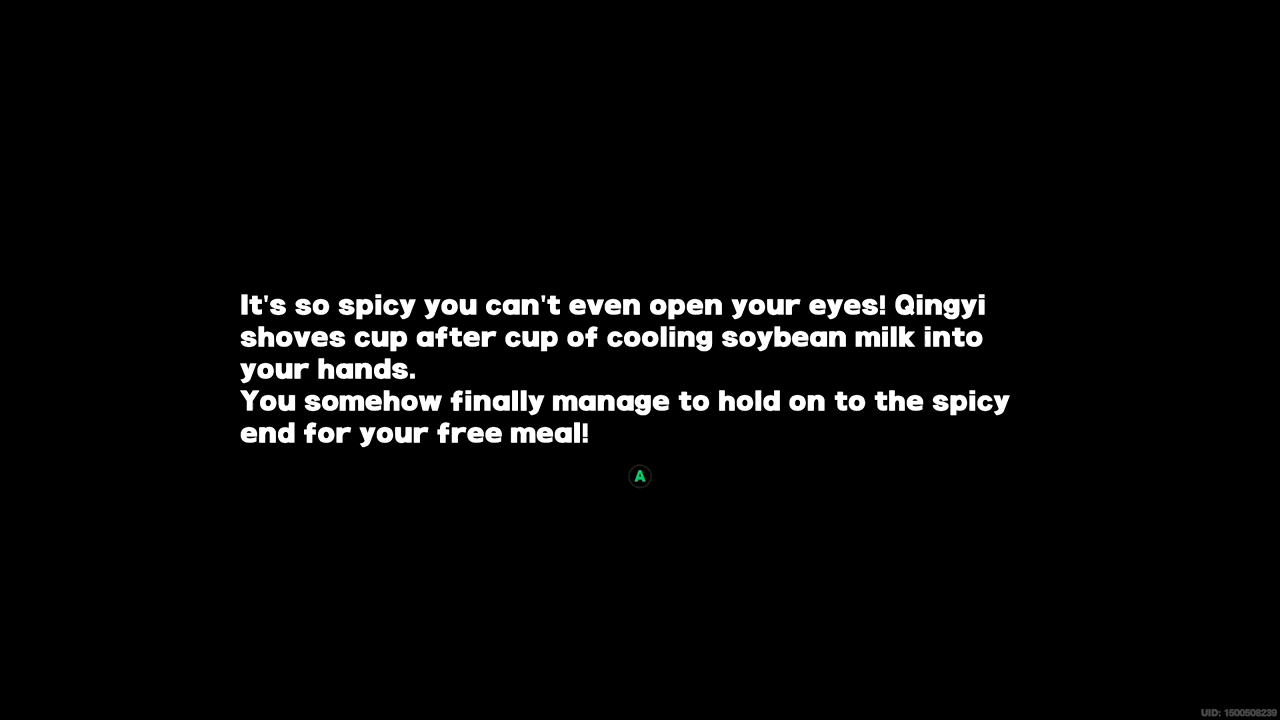 It's so spicy you can't even open your eyes! Qingyi
shoves cup after cup of cooling soybean milk into
your hands.
You somehow finally manage to hold on to the spicy
end for your free meal!
A
UID: 1500508239